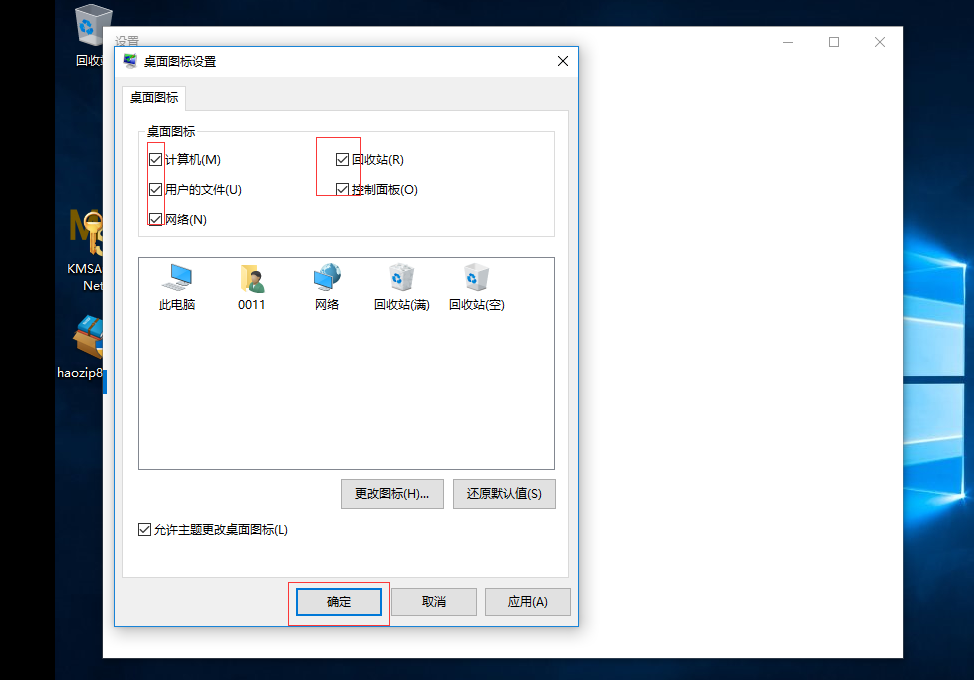 回收站
设置
桌面图标设置
桌面图标
桌面图标
计算机(M)
回收站(R)
用户的文件(U)
控制面板(O)
网络(N)
KMSA
Net
haozip8
此电脑
0011
网络
回收站(满)
回收站(空)
更改图标(H)...
还原默认值(S)
允许主题更改桌面图标(L)
确定
取消
应用(A)